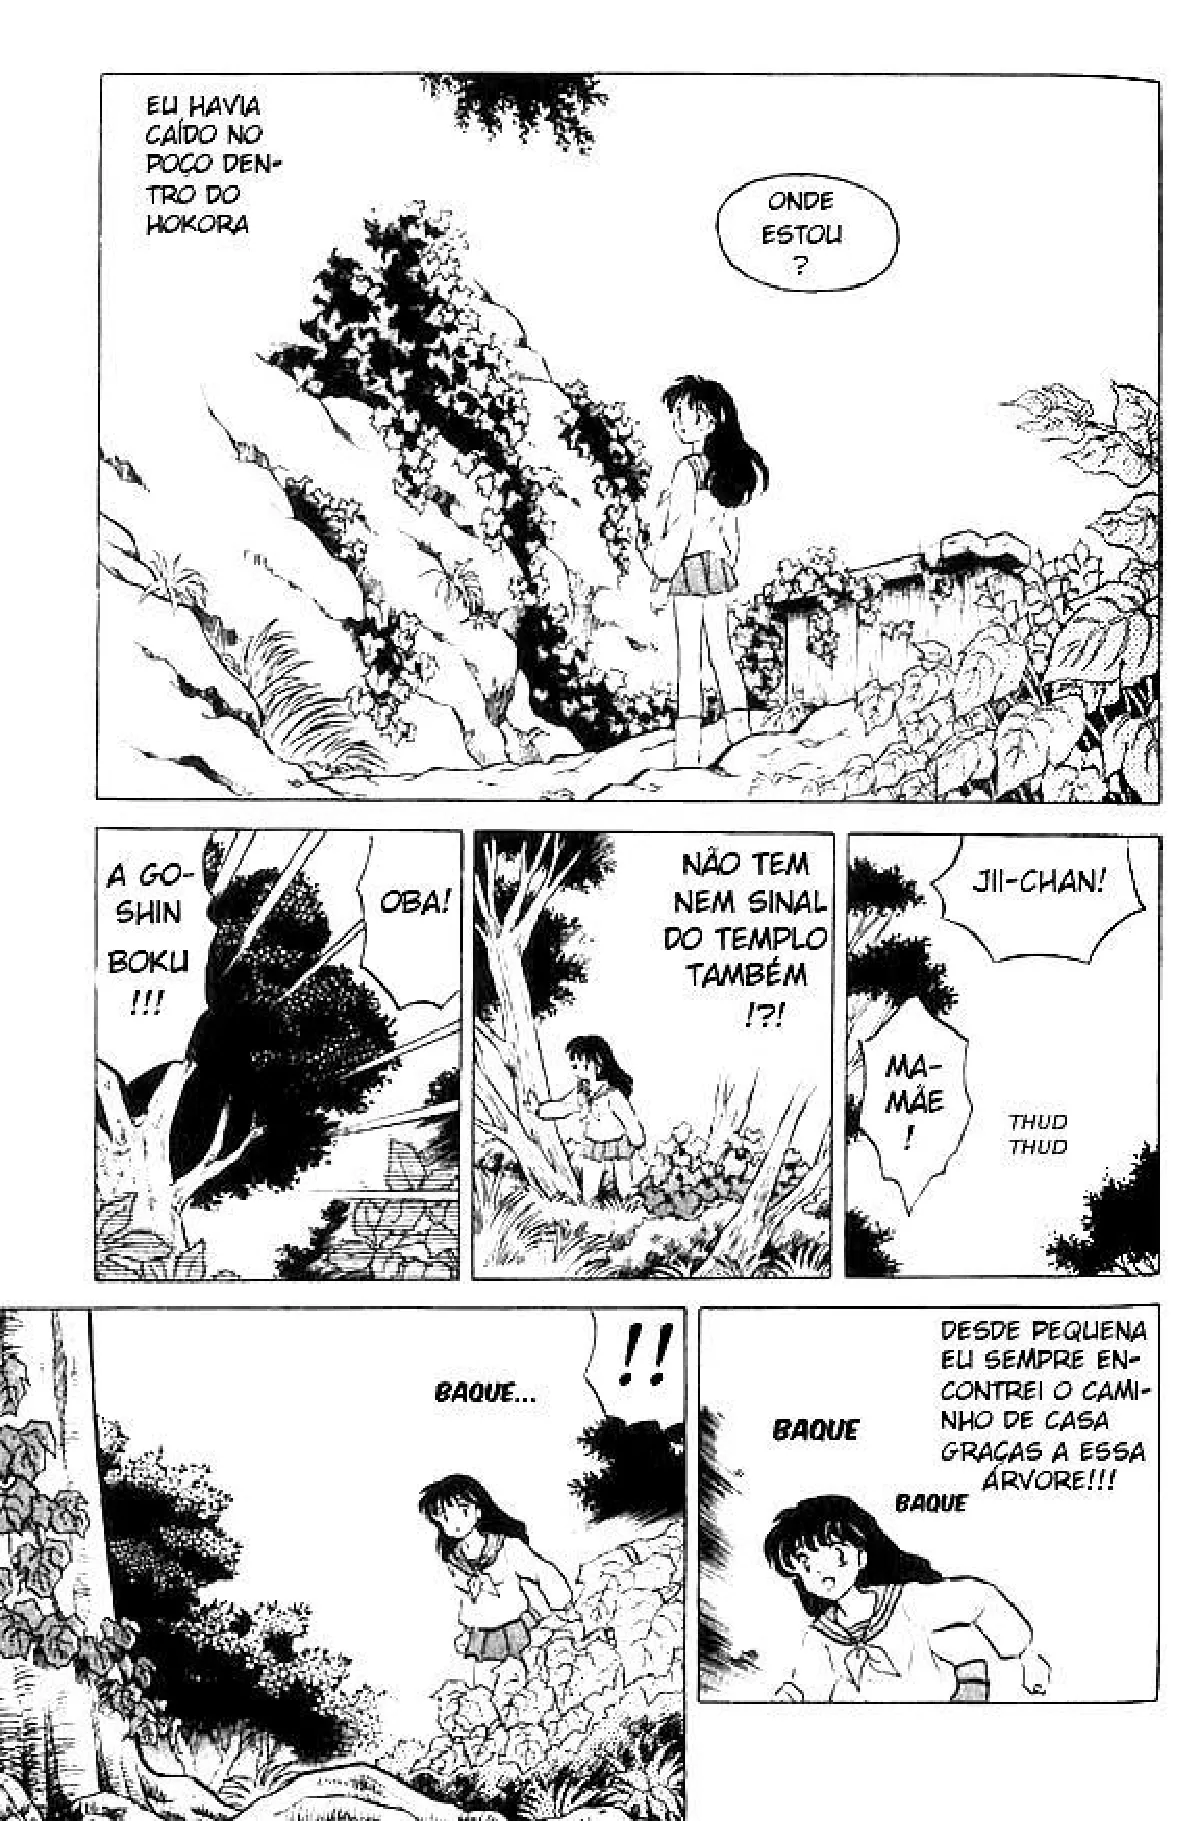 EU HAVIA
CAÍDO NO
POÇO DEN-
TRO DO
HOKORA
ONDE
ESTOU
?
JII-CHAN!
MA-
MÃE
!
THUD
THUD
NÃO TEM
NEM SINAL
DO TEMPLO
TAMBÉM
!?!
OBA!
A GO-
SHIN
BOKU
!!!
DESDE PEQUENA
EU SEMPRE EN-
CONTREI O CAMI-
NHO DE CASA
GRAÇAS A ESSA
ÁRVORE!!!
BAQUE
BAQUE
!!
BAQUE...